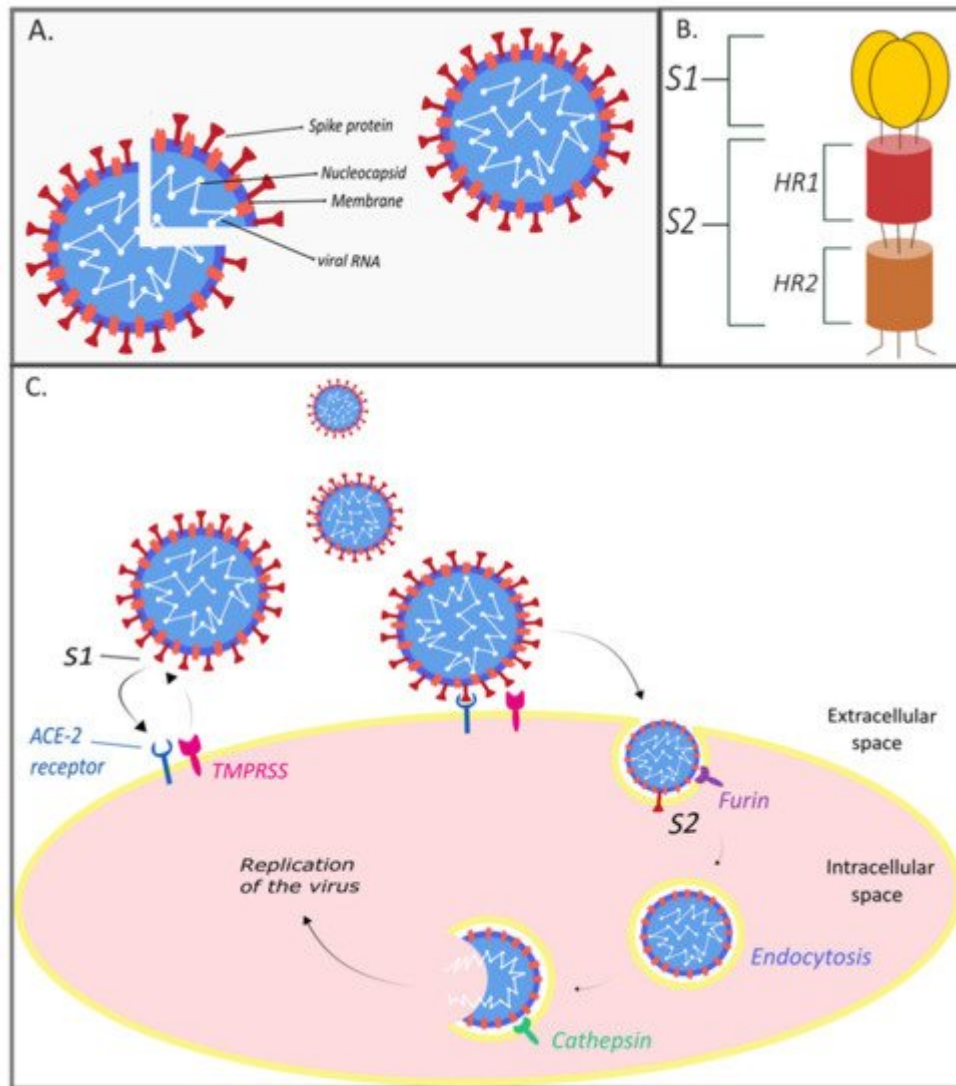 A.
Spike protein
Nucleocapsid
Membrane
viral RNA
B.
S1
HR1
S2
HR2
C.
S1
ACE-2
receptor
TMPRSS
Extracellular
space
Furin
S2
Replication
of the virus
Intracellular
space
Endocytosis
Cathepsin